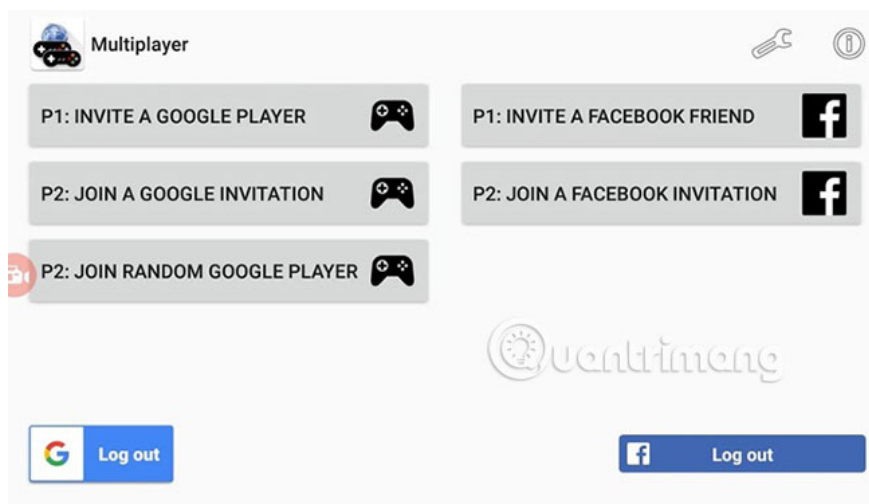 Multiplayer
P1: INVITE A GOOGLE PLAYER
P1: INVITE A FACEBOOK FRIEND
P2: JOIN A GOOGLE INVITATION
P2: JOIN A FACEBOOK INVITATION
P2: JOIN RANDOM GOOGLE PLAYER
Quantrimang
Log out
Log out